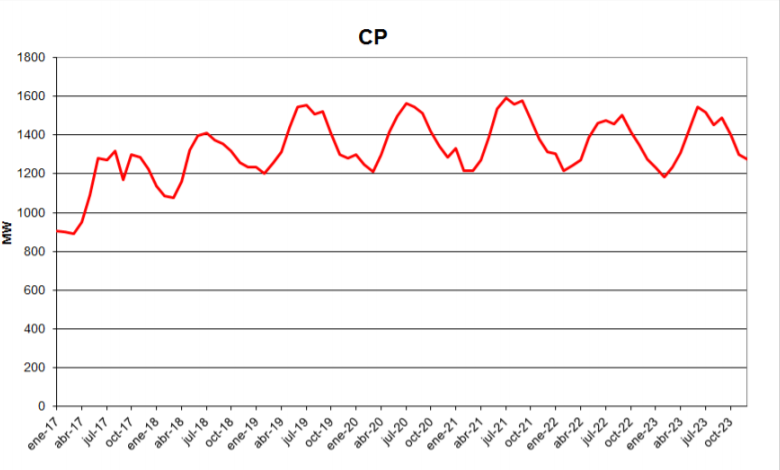 CP
1800
1600
1400
1200
1000
800
600
400
200
0
MW
ene-17
abr-17
jul-17
oct-17
ene-18
abr-18
jul-18
oct-18
ene-19
abr-19
jul-19
oct-19
ene-20
abr-20
jul-20
oct-20
ene-21
abr-21
jul-21
oct-21
ene-22
abr-22
jul-22
oct-22
ene-23
abr-23
jul-23
oct-23